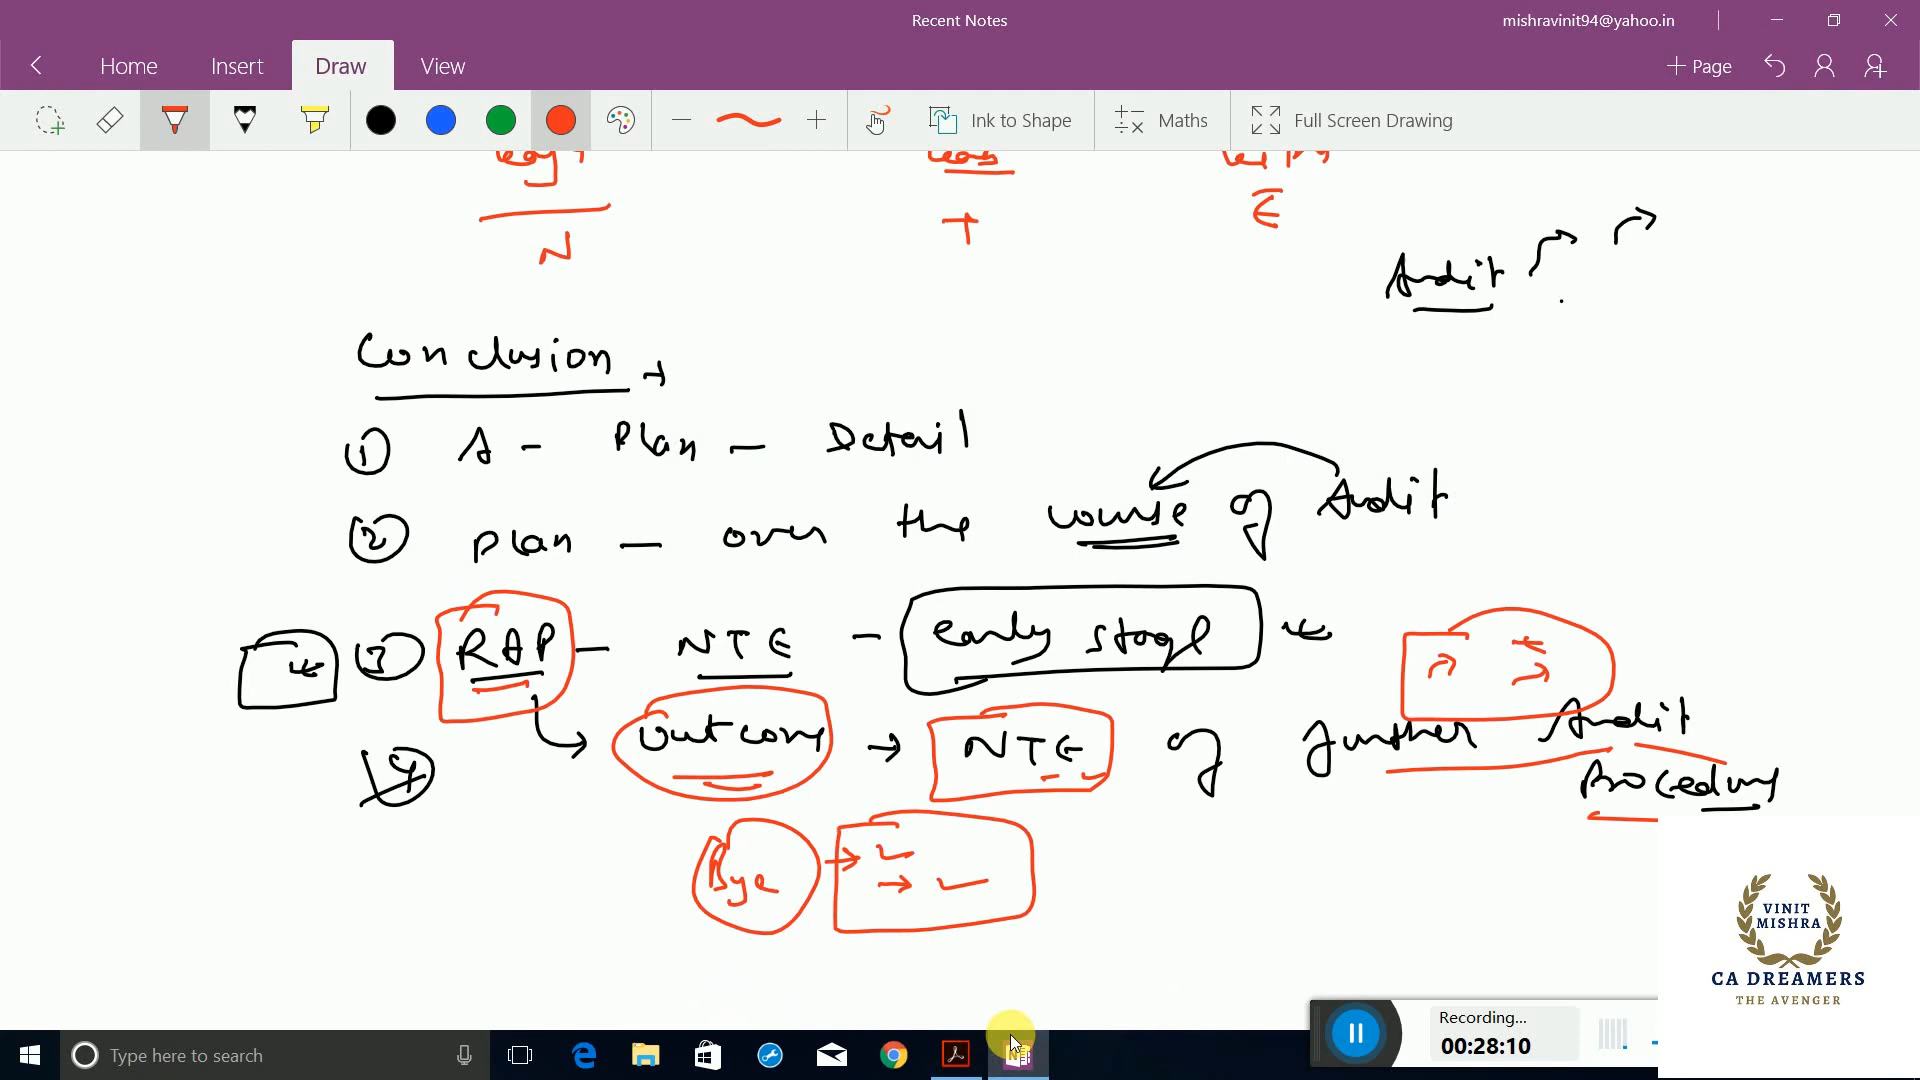 Recent Notes
mishravinit94@yahoo.in
Home Insert Draw View
Page
Ink to Shape Maths Full Screen Drawing
N T E
Audit
Conclusion
① A - Plan - Detail
② Plan - over the course of Audit
③ RAP - NTE - early stage
④ outcome → NTE of further Audit
Procedure
VINIT
MISHRA
CA DREAMERS
THE AVENGER
Recording...
00:28:10
Type here to search